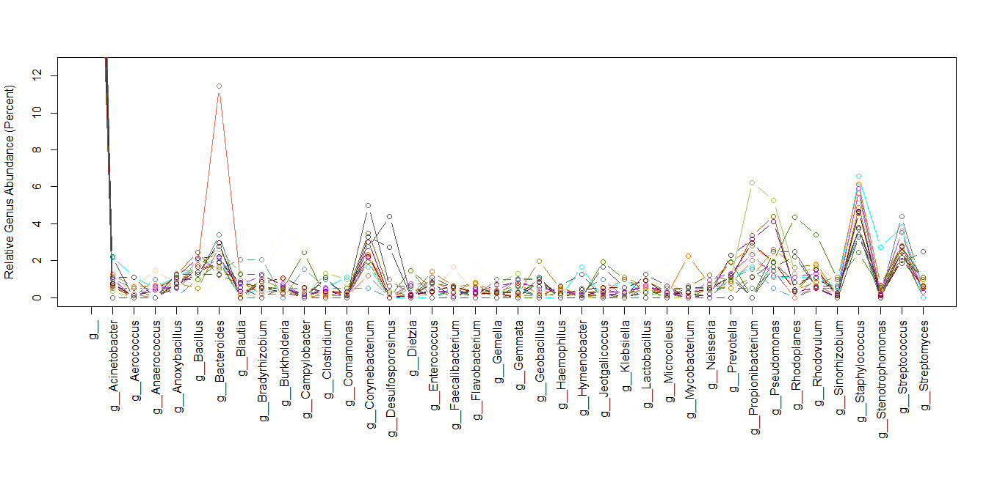 Relative Genus Abundance (Percent)
12
10
8
6
4
2
0
g__
g__Acinetobacter
g__Aerococcus
g__Anaerococcus
g__Anoxybacillus
g__Bacillus
g__Bacteroides
g__Blautia
g__Bradyrhizobium
g__Burkholderia
g__Campylobacter
g__Clostridium
g__Comamonas
g__Corynebacterium
g__Desulfosporosinus
g__Dietzia
g__Enterococcus
g__Faecalibacterium
g__Flavobacterium
g__Gemella
g__Gemmata
g__Geobacillus
g__Haemophilus
g__Hymenobacter
g__Jeotgalicoccus
g__Klebsiella
g__Lactobacillus
g__Microcoleus
g__Mycobacterium
g__Neisseria
g__Prevotella
g__Propionibacterium
g__Pseudomonas
g__Rhodoplanes
g__Rhodovulum
g__Sinorhizobium
g__Staphylococcus
g__Stenotrophomonas
g__Streptococcus
g__Streptomyces